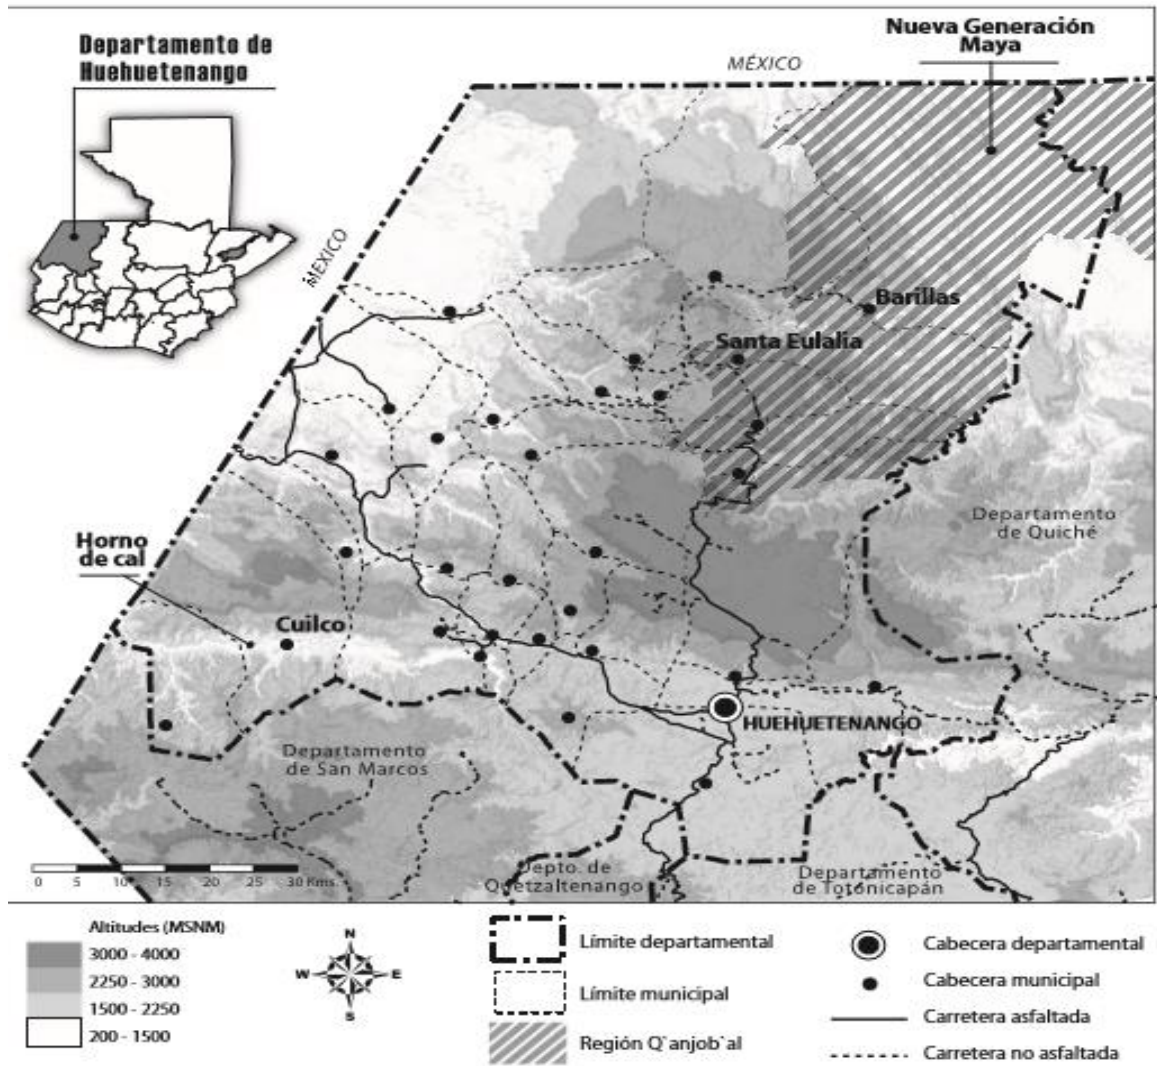 Departamento de
Huehuetenango
Nueva Generación
Maya
MÉXICO
MÉXICO
Barillas
Santa Eulalia
Departamento
de Quiché
Horno
de cal
Cuilco
HUEHUETENANGO
Departamento
de San Marcos
Depto. de
Quetzaltenango
Departamento
de Totonicapán
0 5 10 15 20 25 30 Kms.
Altitudes (MSNM)
3000 - 4000
2250 - 3000
1500 - 2250
200 - 1500
N
W E
S
Límite departamental
Límite municipal
Región Q`anjob`al
Cabecera departamental
Cabecera municipal
Carretera asfaltada
Carretera no asfaltada